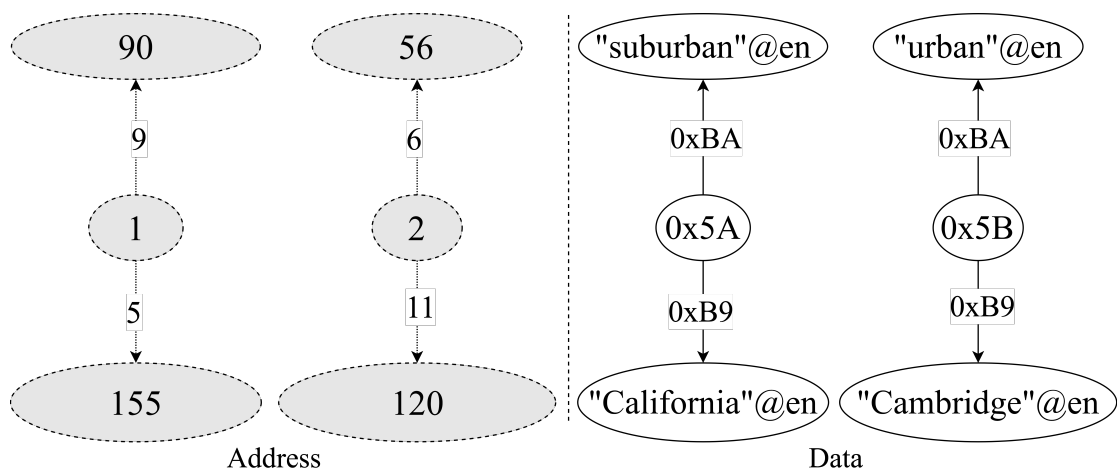 90 56 "suburban"@en "urban"@en
9 6 0xBA 0xBA
1 2 0x5A 0x5B
5 11 0xB9 0xB9
155 120 "California"@en "Cambridge"@en
Address Data